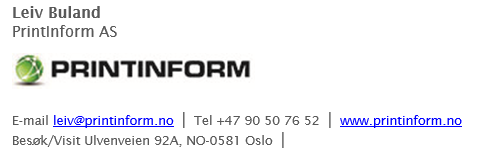 Leiv Buland
PrintInform AS
PRINTINFORM
E-mail leiv@printinform.no | Tel +47 90 50 76 52 | www.printinform.no
Besøk/Visit Ulvenveien 92A, NO-0581 Oslo |